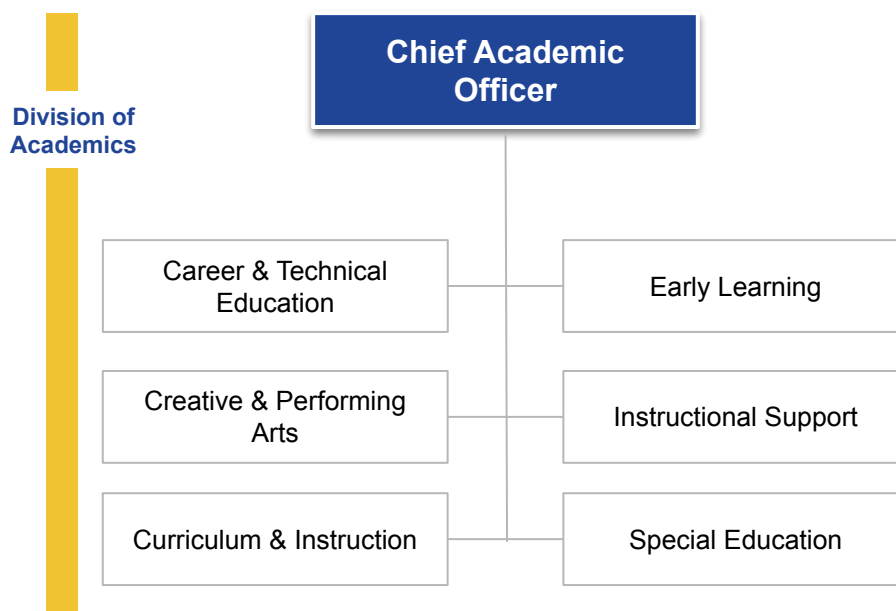 Chief Academic
Officer
Division of
Academics
Career & Technical
Education
Early Learning
Creative & Performing
Arts
Instructional Support
Curriculum & Instruction
Special Education